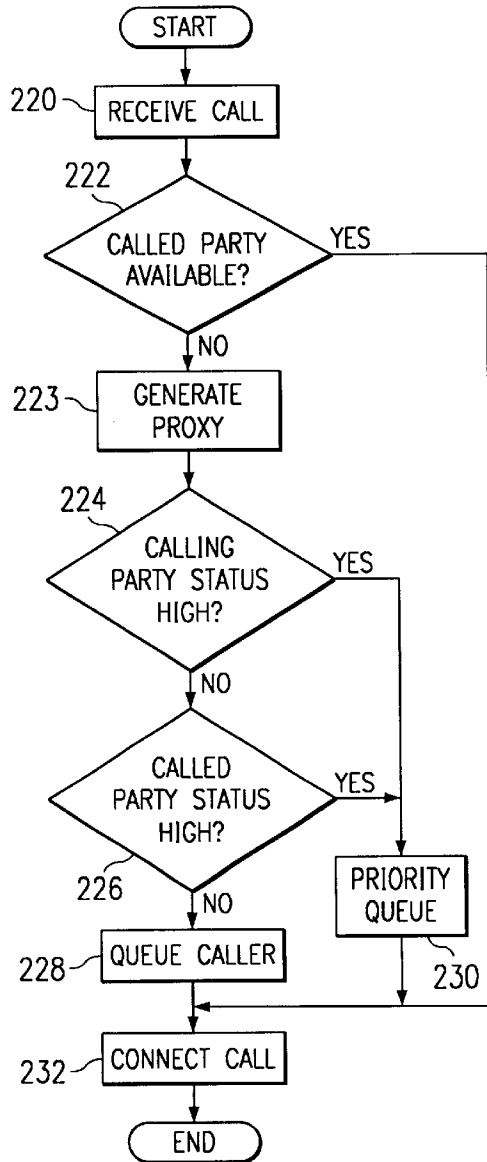 START
220
RECEIVE CALL
222
CALLED PARTY
AVAILABLE?
YES
NO
223
GENERATE
PROXY
224
CALLING
PARTY STATUS
HIGH?
YES
NO
CALLED
PARTY STATUS
HIGH?
YES
226
NO
PRIORITY
QUEUE
230
228
QUEUE CALLER
232
CONNECT CALL
END